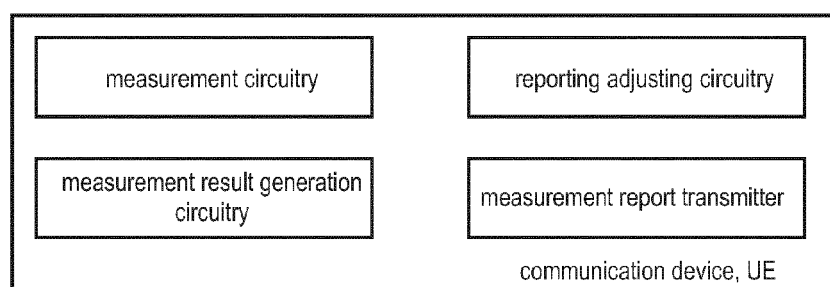 measurement circuitry
reporting adjusting circuitry
measurement result generation
circuitry
measurement report transmitter
communication device, UE